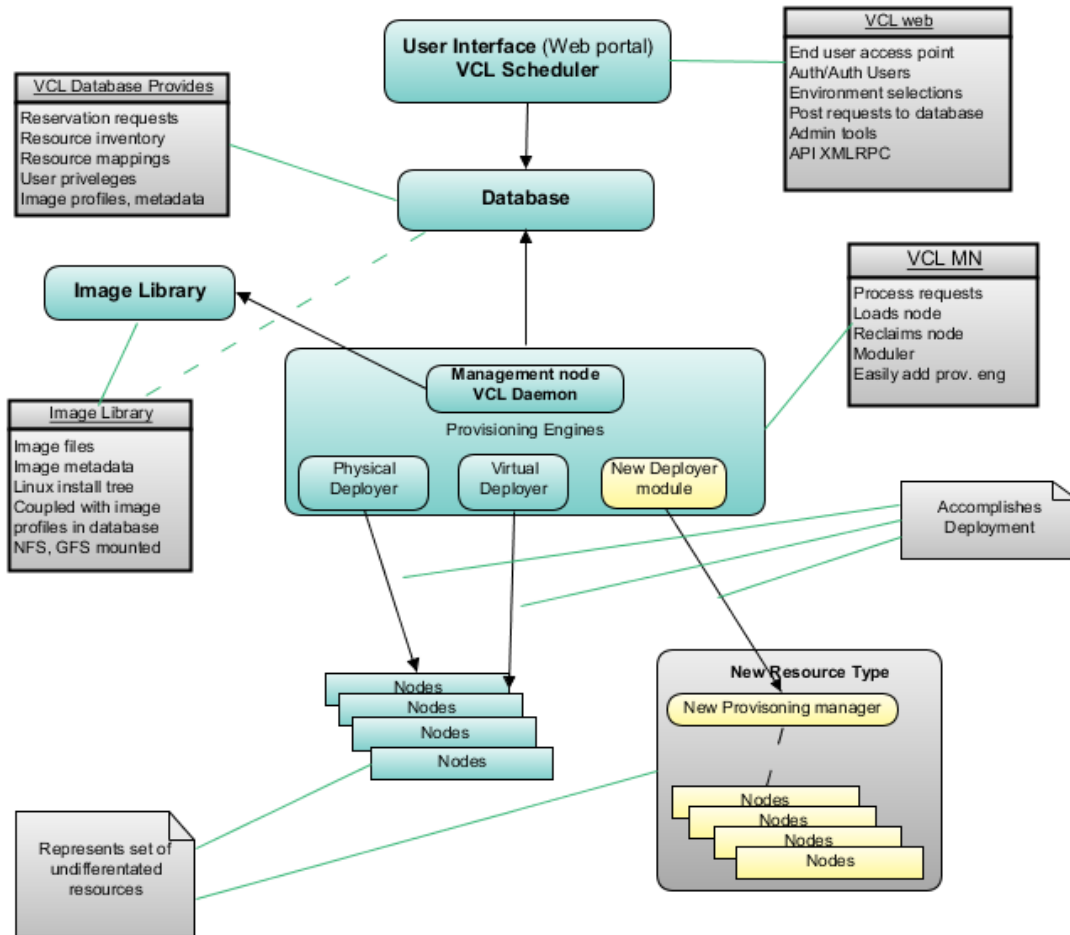 User Interface (Web portal)
VCL Scheduler
VCL web
End user access point
Auth/Auth Users
Environment selections
Post requests to database
Admin tools
API XMLRPC
VCL Database Provides
Reservation requests
Resource inventory
Resource mappings
User priveleges
Image profiles, metadata
Database
VCL MN
Process requests
Loads node
Reclaims node
Moduler
Easily add prov. eng
Image Library
Management node
VCL Daemon
Provisioning Engines
Physical
Deployer
Virtual
Deployer
New Deployer
module
Image Library
Image files
Image metadata
Linux install tree
Coupled with image
profiles in database
NFS, GFS mounted
Accomplishes
Deployment
Nodes
Nodes
Nodes
Nodes
New Resource Type
New Provisoning manager
Nodes
Nodes
Nodes
Nodes
Represents set of
undifferentated
resources